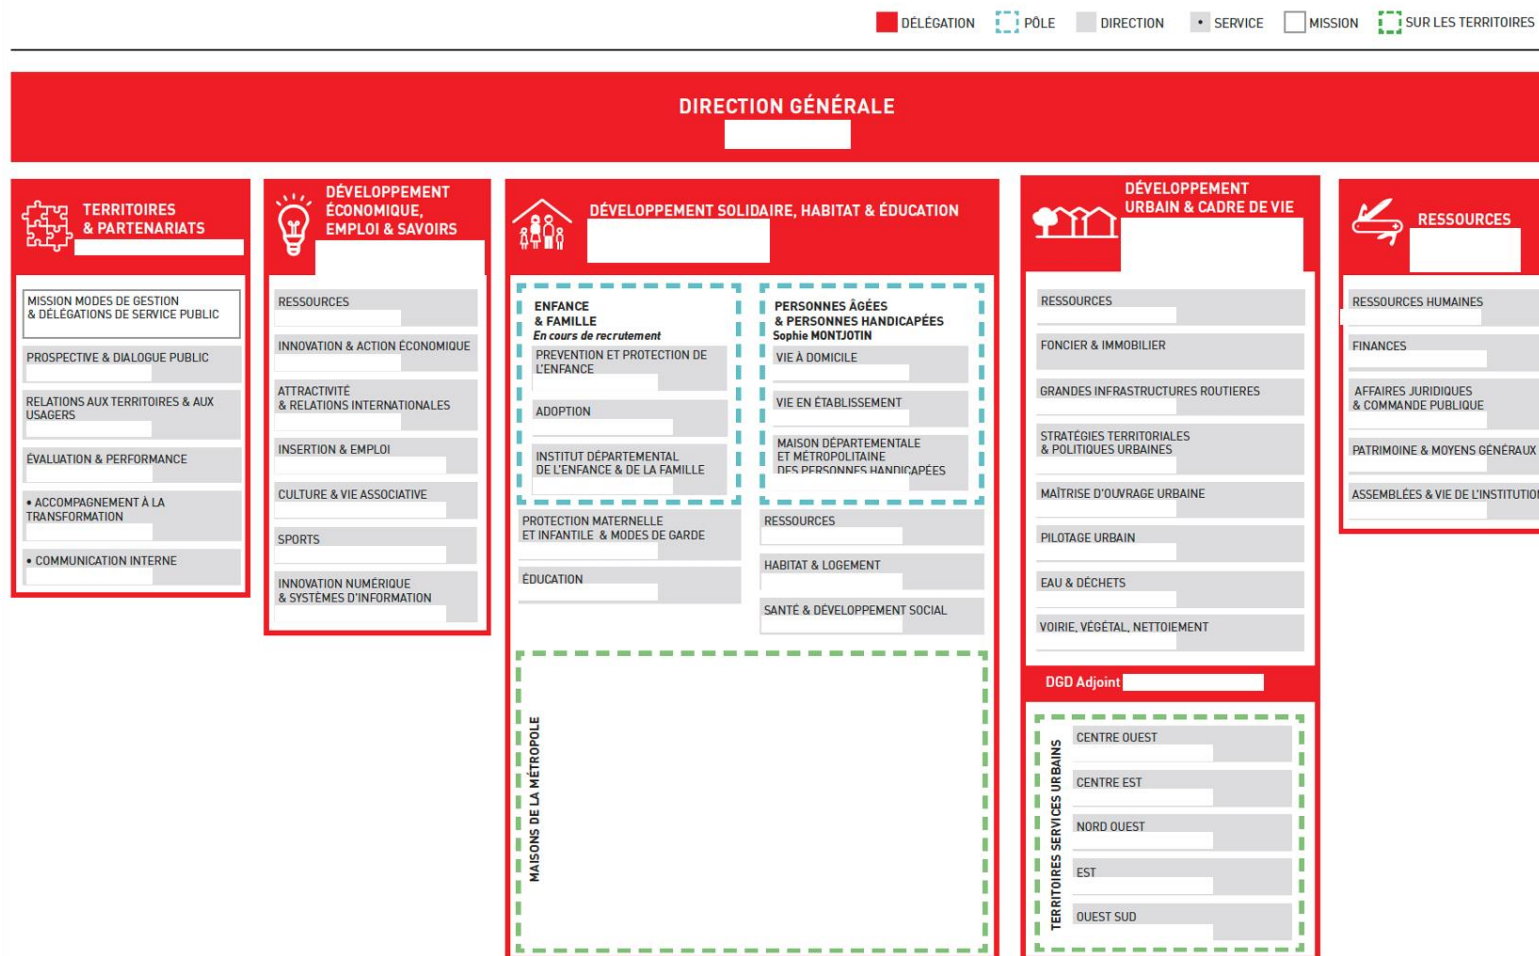 DÉLÉGATION
PÔLE
DIRECTION
• SERVICE
MISSION
SUR LES TERRITOIRES
DIRECTION GÉNÉRALE
TERRITOIRES
& PARTENARIATS
MISSION MODES DE GESTION
& DÉLÉGATIONS DE SERVICE PUBLIC
PROSPECTIVE & DIALOGUE PUBLIC
RELATIONS AUX TERRITOIRES & AUX
USAGERS
ÉVALUATION & PERFORMANCE
• ACCOMPAGNEMENT À LA
TRANSFORMATION
• COMMUNICATION INTERNE
DÉVELOPPEMENT
ÉCONOMIQUE,
EMPLOI & SAVOIRS
RESSOURCES
INNOVATION & ACTION ÉCONOMIQUE
ATTRACTIVITÉ
& RELATIONS INTERNATIONALES
INSERTION & EMPLOI
CULTURE & VIE ASSOCIATIVE
SPORTS
INNOVATION NUMÉRIQUE
& SYSTÈMES D'INFORMATION
DÉVELOPPEMENT SOLIDAIRE, HABITAT & ÉDUCATION
ENFANCE
& FAMILLE
En cours de recrutement
PREVENTION ET PROTECTION DE
L'ENFANCE
ADOPTION
INSTITUT DÉPARTEMENTAL
DE L'ENFANCE & DE LA FAMILLE
PROTECTION MATERNELLE
ET INFANTILE & MODES DE GARDE
ÉDUCATION
PERSONNES ÂGÉES
& PERSONNES HANDICAPÉES
Sophie MONTJOTIN
VIE À DOMICILE
VIE EN ÉTABLISSEMENT
MAISON DÉPARTEMENTALE
ET MÉTROPOLITAINE
DES PERSONNES HANDICAPÉES
RESSOURCES
HABITAT & LOGEMENT
SANTÉ & DÉVELOPPEMENT SOCIAL
MAISONS DE LA MÉTROPOLE
DÉVELOPPEMENT
URBAIN & CADRE DE VIE
RESSOURCES
FONCIER & IMMOBILIER
GRANDES INFRASTRUCTURES ROUTIERES
STRATÉGIES TERRITORIALES
& POLITIQUES URBAINES
MAÎTRISE D'OUVRAGE URBAINE
PILOTAGE URBAIN
EAU & DÉCHETS
VOIRIE, VÉGÉTAL, NETTOIEMENT
DGD Adjoint
TERRITOIRES SERVICES URBAINS
CENTRE OUEST
CENTRE EST
NORD OUEST
EST
OUEST SUD
RESSOURCES
RESSOURCES HUMAINES
FINANCES
AFFAIRES JURIDIQUES
& COMMANDE PUBLIQUE
PATRIMOINE & MOYENS GÉNÉRAUX
ASSEMBLÉES & VIE DE L'INSTITUTION